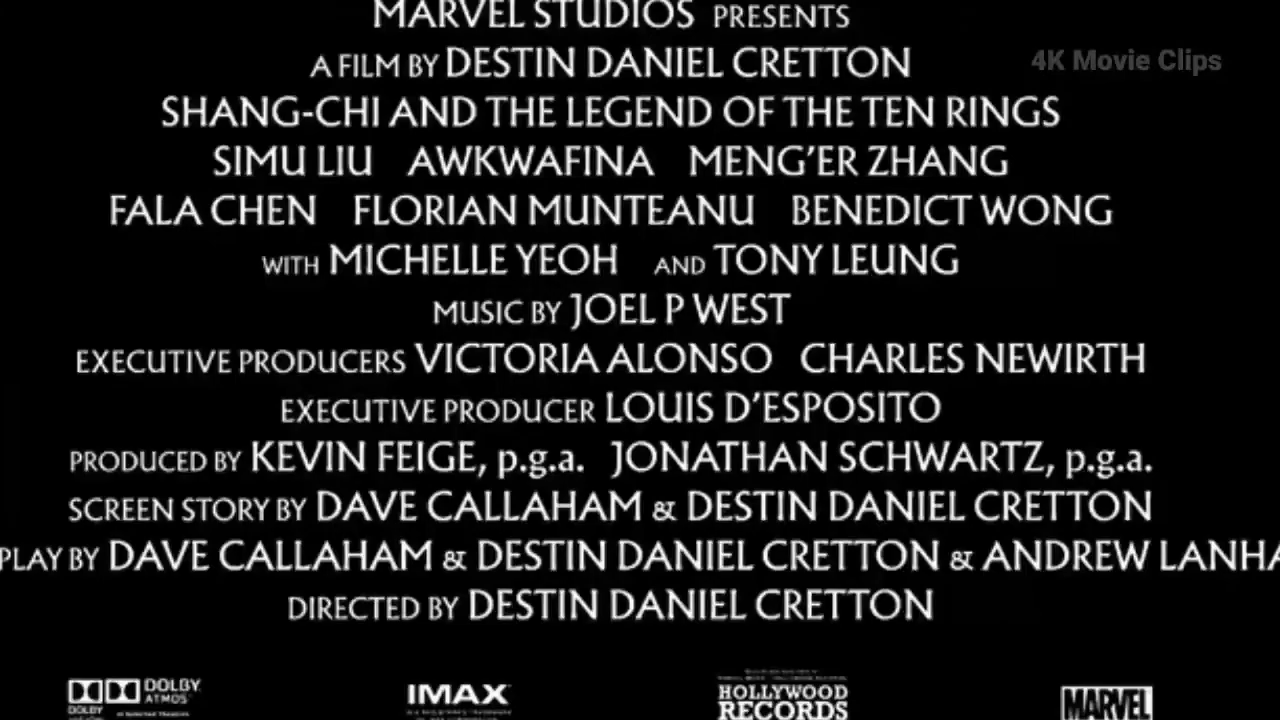 MARVEL STUDIOS PRESENTS
4K Movie Clips
A FILM BY DESTIN DANIEL CRETTON
SHANG-CHI AND THE LEGEND OF THE TEN RINGS
SIMU LIU AWKWAFINA MENG'ER ZHANG
FALA CHEN FLORIAN MUNTEANU BENEDICT WONG
WITH MICHELLE YEOH AND TONY LEUNG
MUSIC BY JOEL P WEST
EXECUTIVE PRODUCERS VICTORIA ALONSO CHARLES NEWIRTH
EXECUTIVE PRODUCER LOUIS D'ESPOSITO
PRODUCED BY KEVIN FEIGE, p.g.a. JONATHAN SCHWARTZ, p.g.a.
SCREEN STORY BY DAVE CALLAHAM & DESTIN DANIEL CRETTON
PLAY BY DAVE CALLAHAM & DESTIN DANIEL CRETTON & ANDREW LANHA
DIRECTED BY DESTIN DANIEL CRETTON
DOLBY ATMOS
DOLBY
IMAX
HOLLYWOOD RECORDS
MARVEL